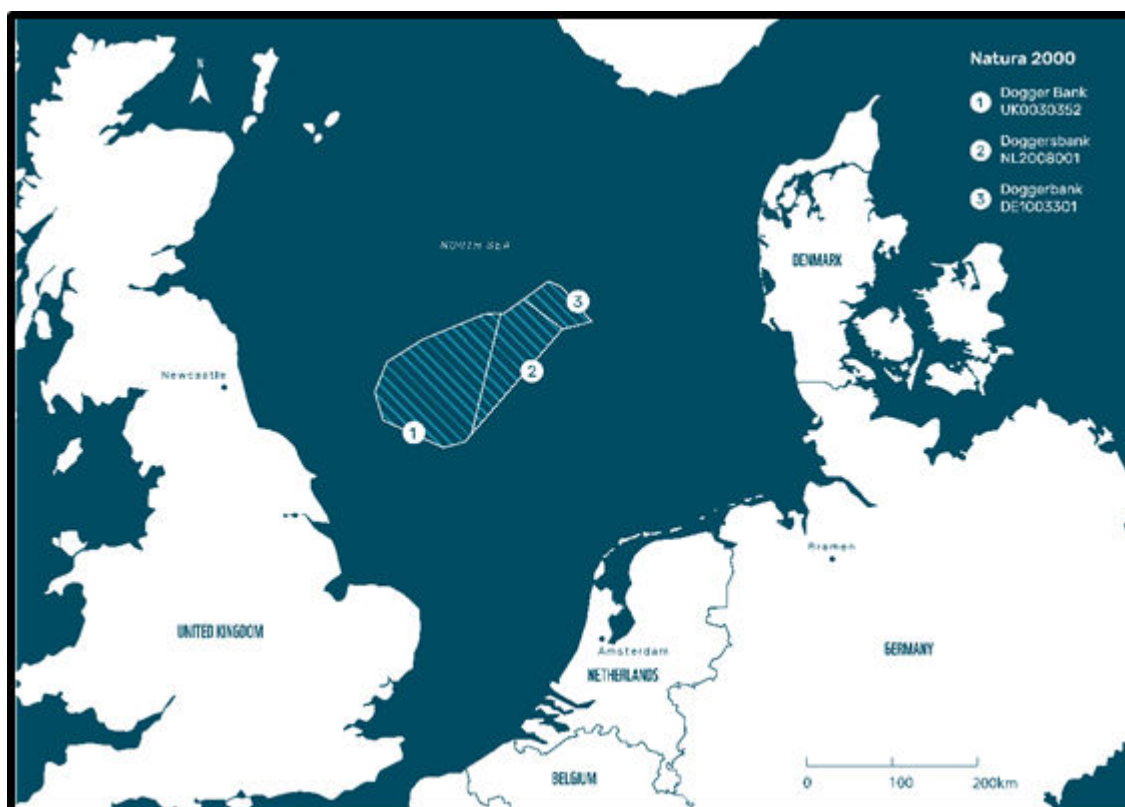 N
Natura 2000
1 Dogger Bank
UK0030352
2 Doggersbank
NL2008001
3 Doggerbank
DE1003301
NORTH SEA
DENMARK
3
2
Newcastle
1
Bremen
UNITED KINGDOM
Amsterdam
GERMANY
NETHERLANDS
BELGIUM
0 100 200km